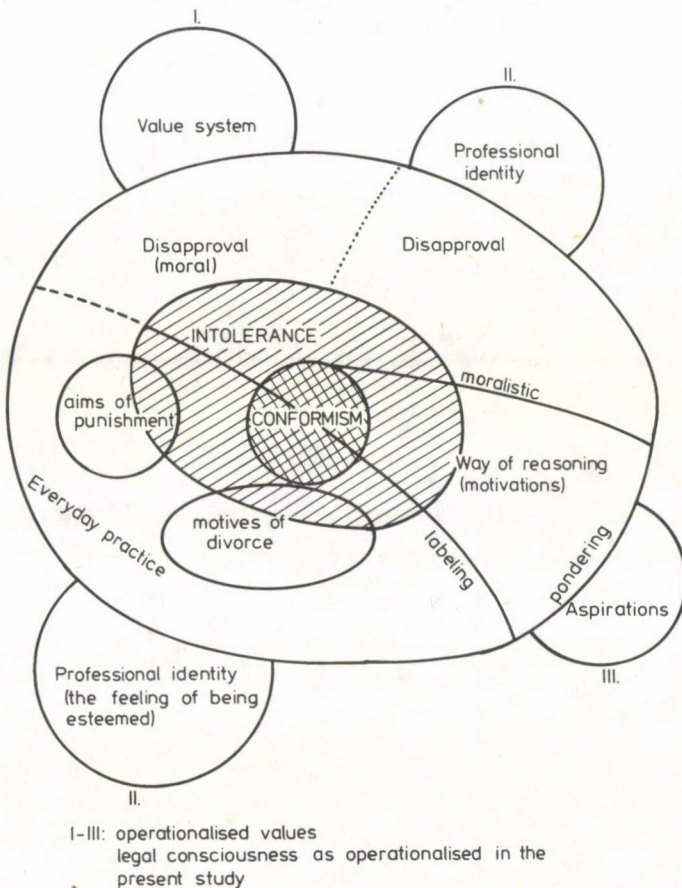 I.
Value system
II.
Professional
identity
Disapproval
(moral)
Disapproval
INTOLERANCE
moralistic
aims of
punishment
CONFORMISM
Way of reasoning
(motivations)
Everyday practice
motives of
divorce
labeling
pondering
Aspirations
III.
Professional identity
(the feeling of being
esteemed)
II.
I-III: operationalised values
legal consciousness as operationalised in the
present study